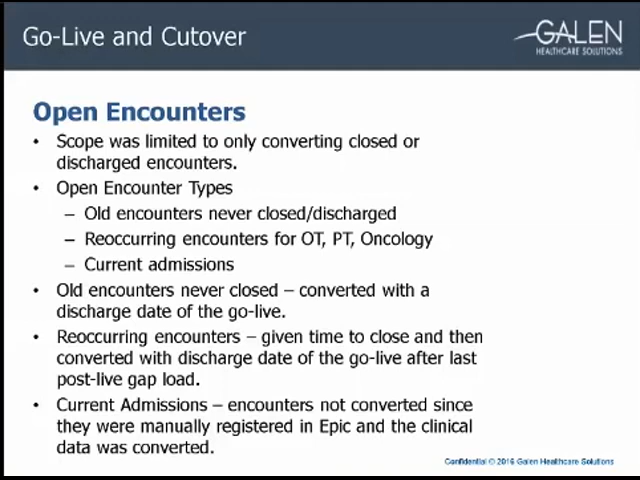 Go-Live and Cutover
GALEN
HEALTHCARE SOLUTIONS
Open Encounters
• Scope was limited to only converting closed or
discharged encounters.
• Open Encounter Types
– Old encounters never closed/discharged
– Reoccurring encounters for OT, PT, Oncology
– Current admissions
• Old encounters never closed – converted with a
discharge date of the go-live.
• Reoccurring encounters – given time to close and then
converted with discharge date of the go-live after last
post-live gap load.
• Current Admissions – encounters not converted since
they were manually registered in Epic and the clinical
data was converted.
Confidential © 2016 Galen Healthcare Solutions